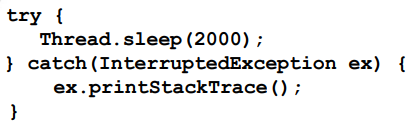 try {
   Thread.sleep(2000);
} catch(InterruptedException ex) {
    ex.printStackTrace();
}